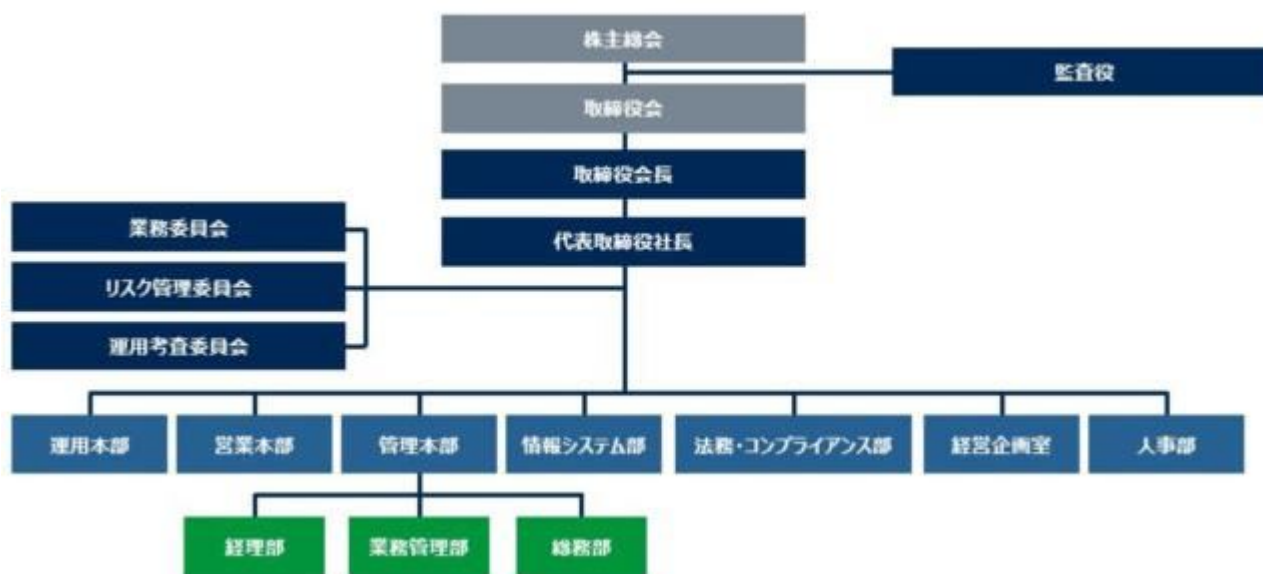 株主総会
監査役
取締役会
取締役会長
代表取締役社長
業務委員会
リスク管理委員会
運用考査委員会
運用本部
営業本部
管理本部
情報システム部
法務・コンプライアンス部
経営企画室
人事部
経理部
業務管理部
総務部